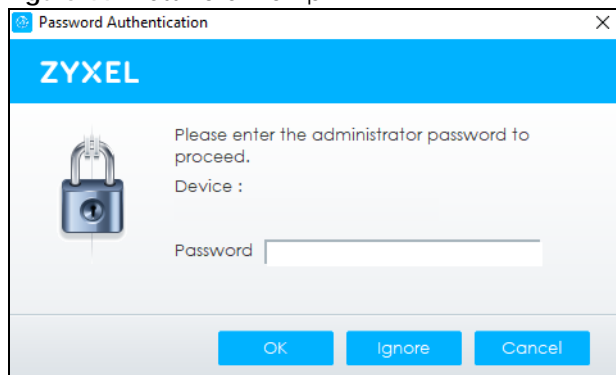 Password Authentication
ZYXEL
Please enter the administrator password to
proceed.
Device :
Password
OK
Ignore
Cancel